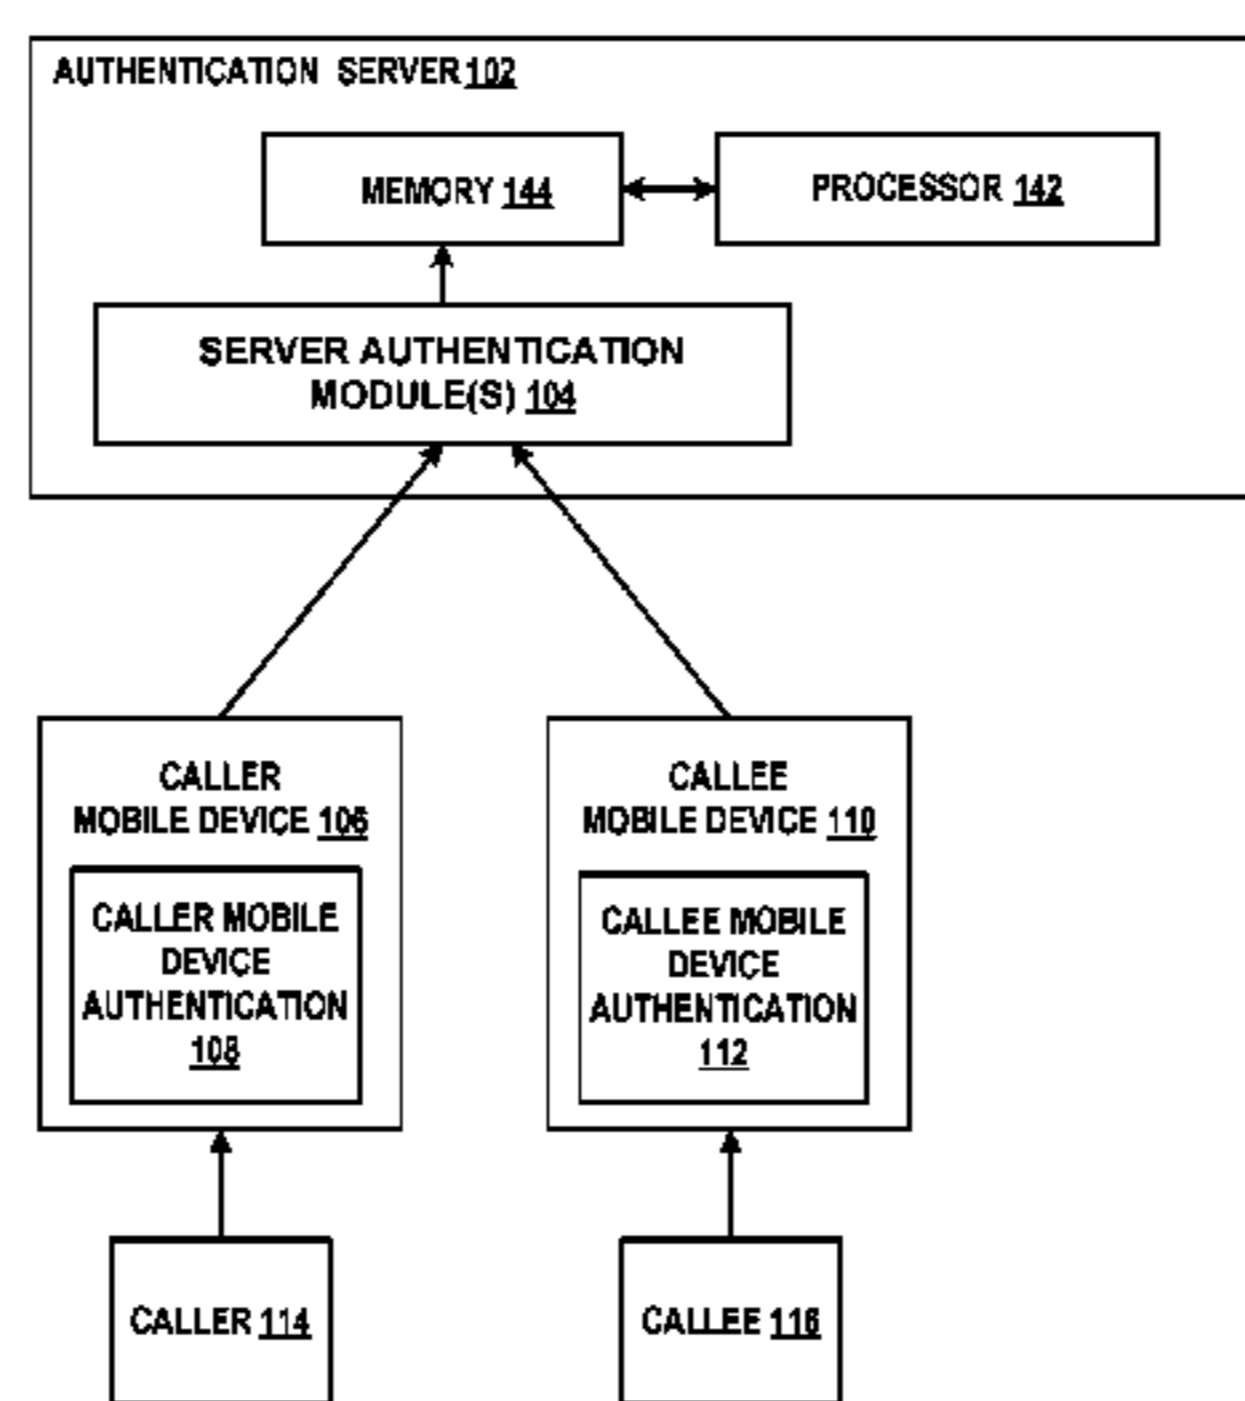 AUTHENTICATION SERVER 102
MEMORY 144
PROCESSOR 142
SERVER AUTHENTICATION
MODULE(S) 104
CALLER
MOBILE DEVICE 106
CALLER MOBILE
DEVICE
AUTHENTICATION
108
CALLEE
MOBILE DEVICE 110
CALLEE MOBILE
DEVICE
AUTHENTICATION
112
CALLER 114
CALLEE 116